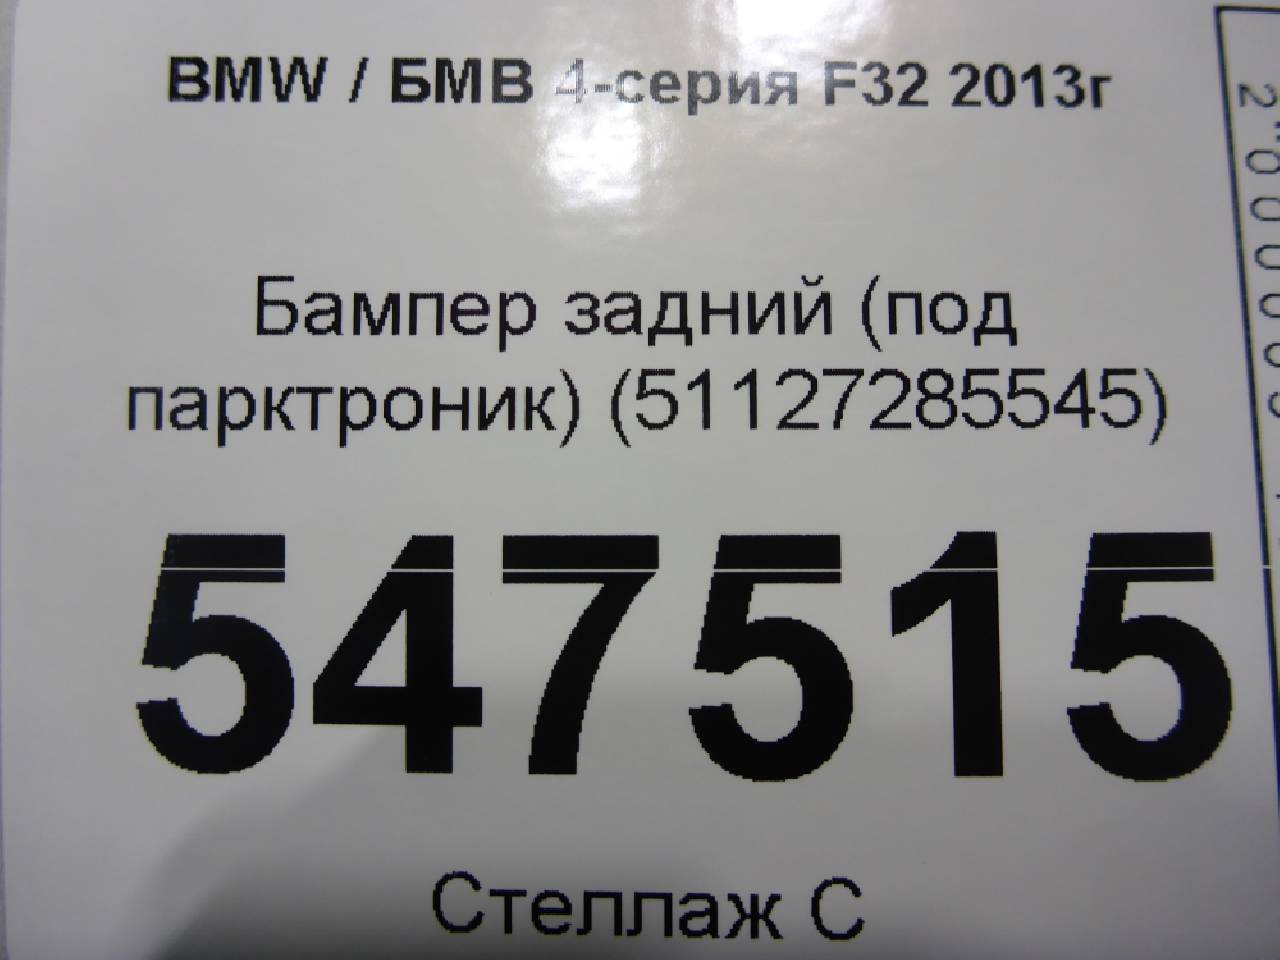 BMW / БМВ 4-серия F32 2013г
Бампер задний (под
парктроник) (51127285545)
547515
Стеллаж С